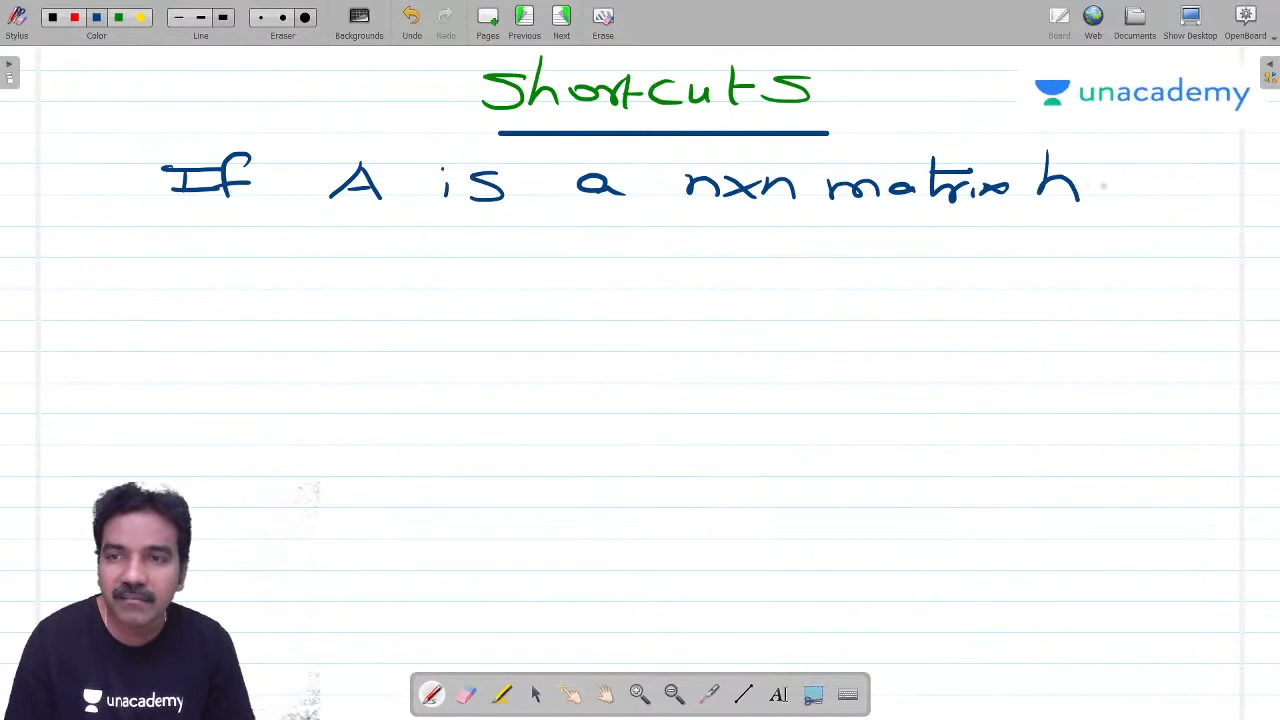 Stylus Color Line Eraser Backgrounds Undo Redo Pages Previous Next Erase Board Web Documents Show Desktop OpenBoard
Shortcuts
unacademy
If A is a nxn matrix h
unacademy